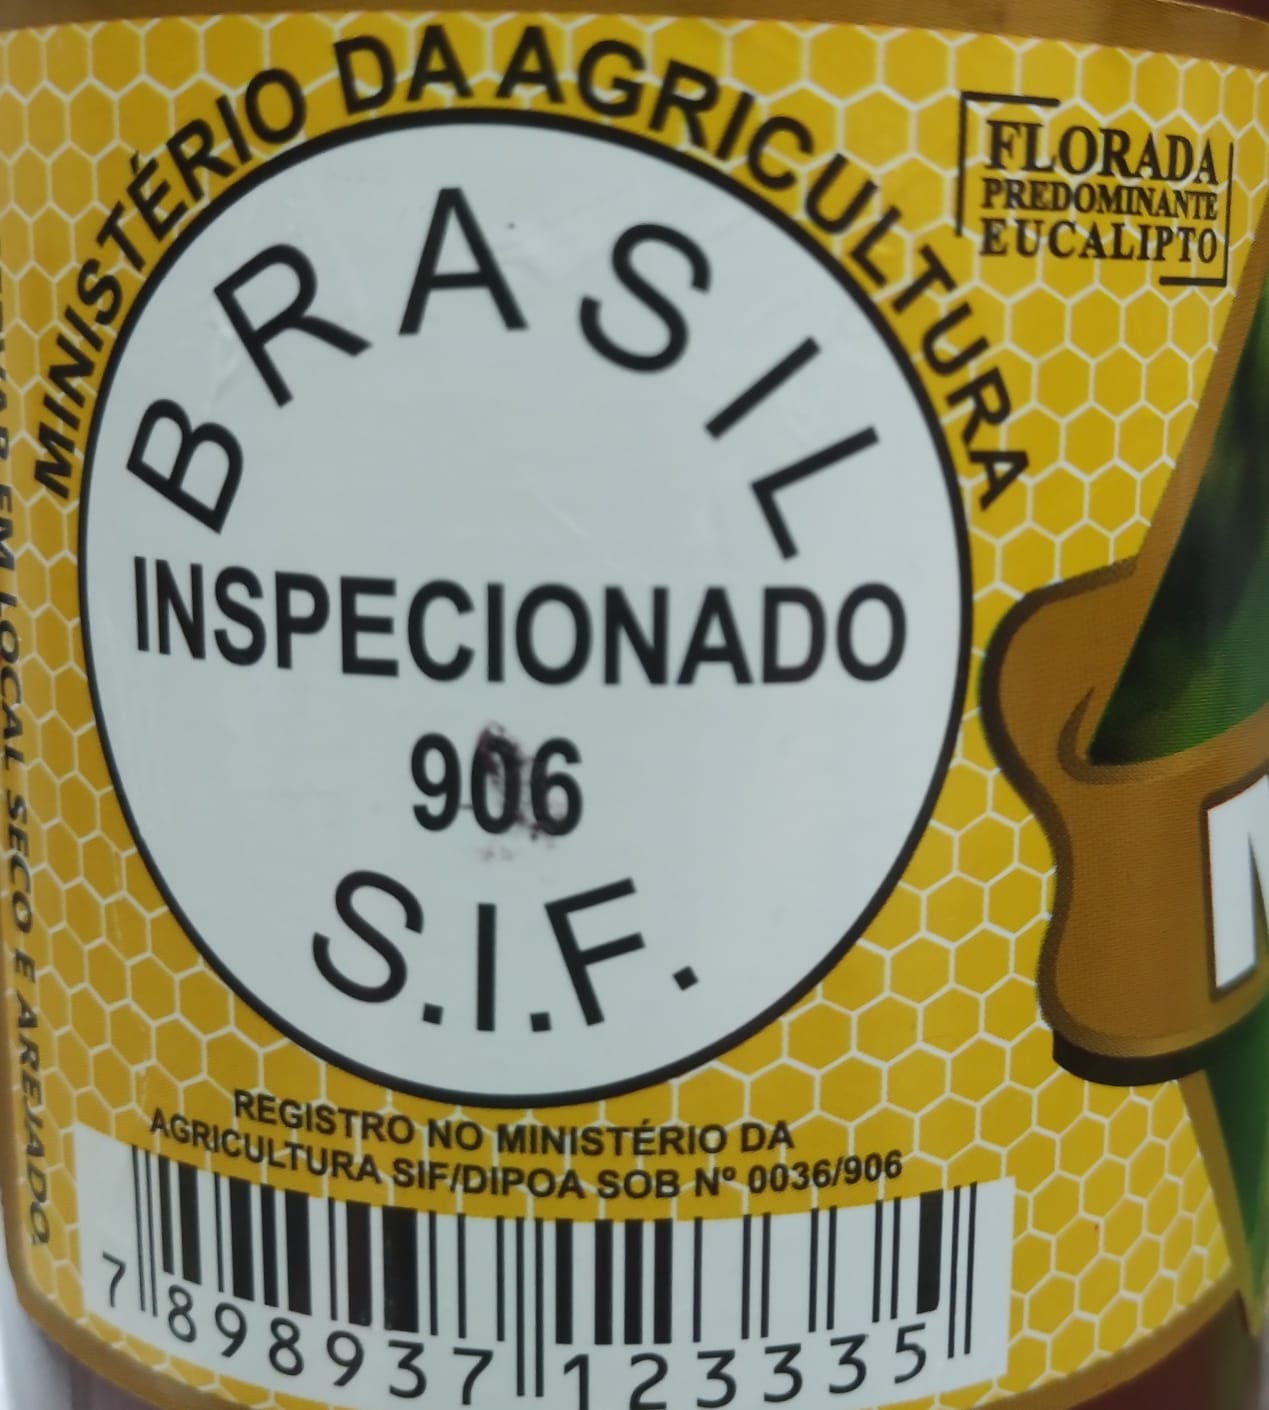 MINISTÉRIO DA AGRICULTURA
BRASIL
INSPECIONADO
906
S.I.F.
FLORADA
PREDOMINANTE
EUCALIPTO
EM LOCAL SECO E AREJADO.
REGISTRO NO MINISTÉRIO DA
AGRICULTURA SIF/DIPOA SOB Nº 0036/906
7 898937 123335